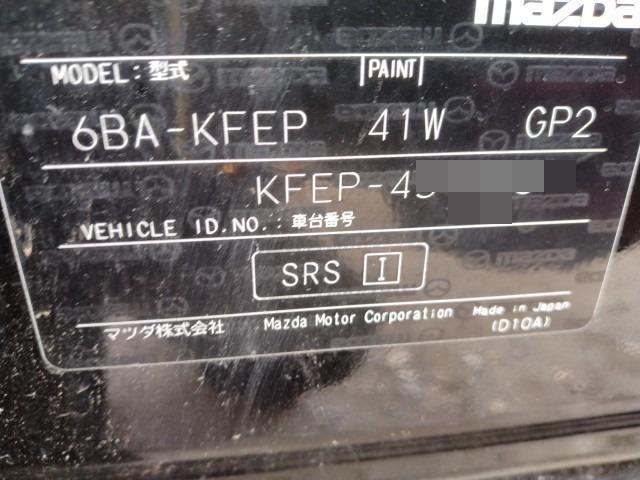 mazda
MODEL:型式 PAINT
6BA-KFEP 41W GP2
KFEP-4
VEHICLE ID.NO.:車台番号
SRS I
マツダ株式会社 Mazda Motor Corporation Made in Japan
(D10A)